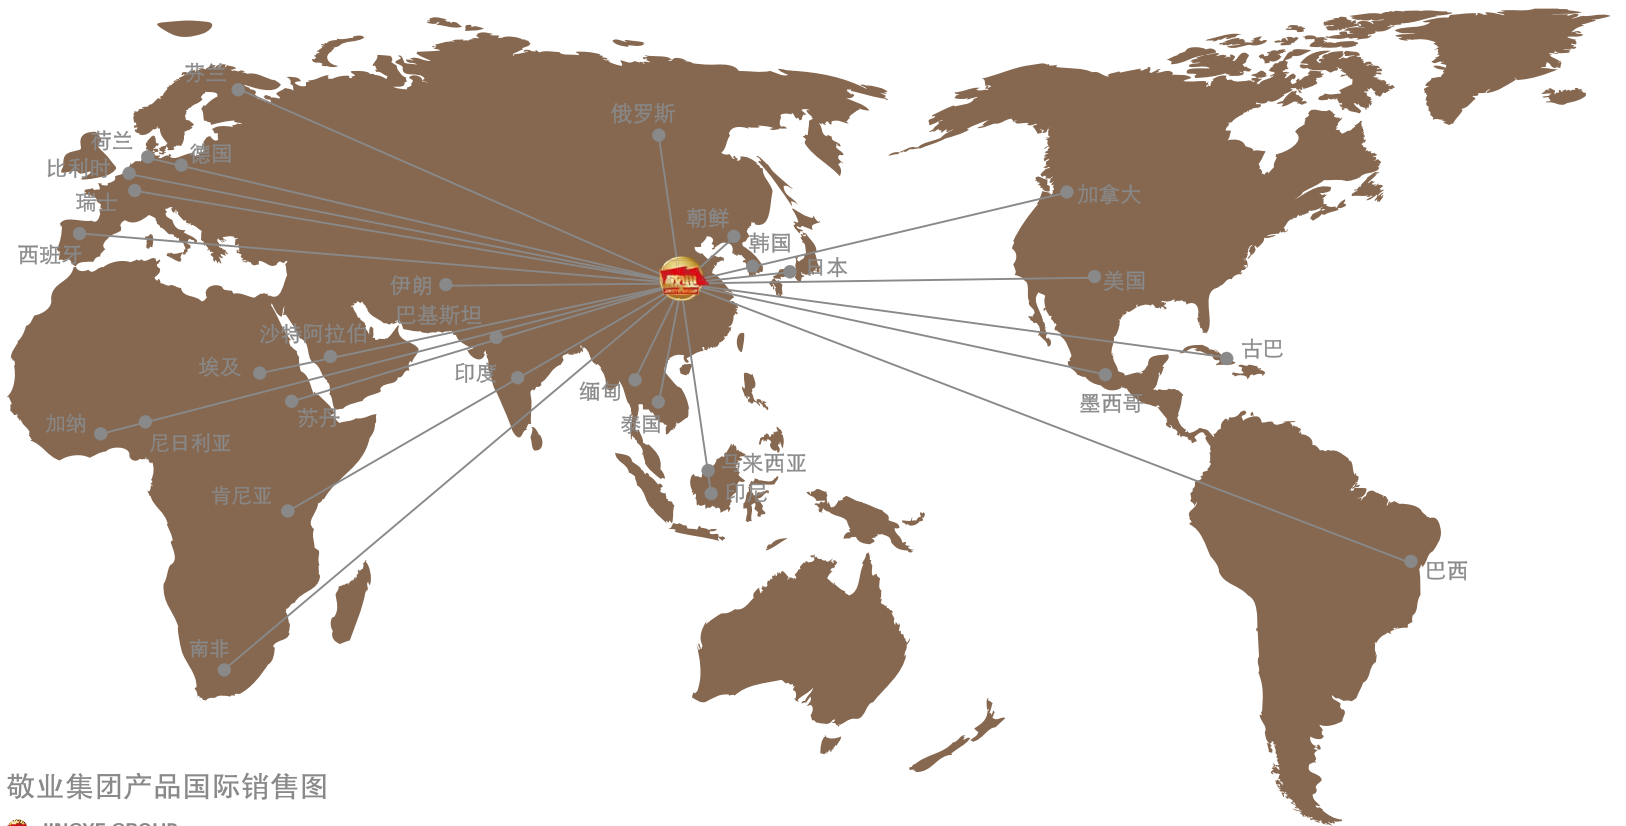 芬兰
俄罗斯
荷兰
德国
比利时
加拿大
瑞士
朝鲜
韩国
西班牙
日本
美国
伊朗
巴基斯坦
沙特阿拉伯
古巴
埃及
印度
缅甸
墨西哥
苏丹
加纳
泰国
尼日利亚
马来西亚
印尼
肯尼亚
巴西
南非
敬业集团产品国际销售图
JINGYE GROUP